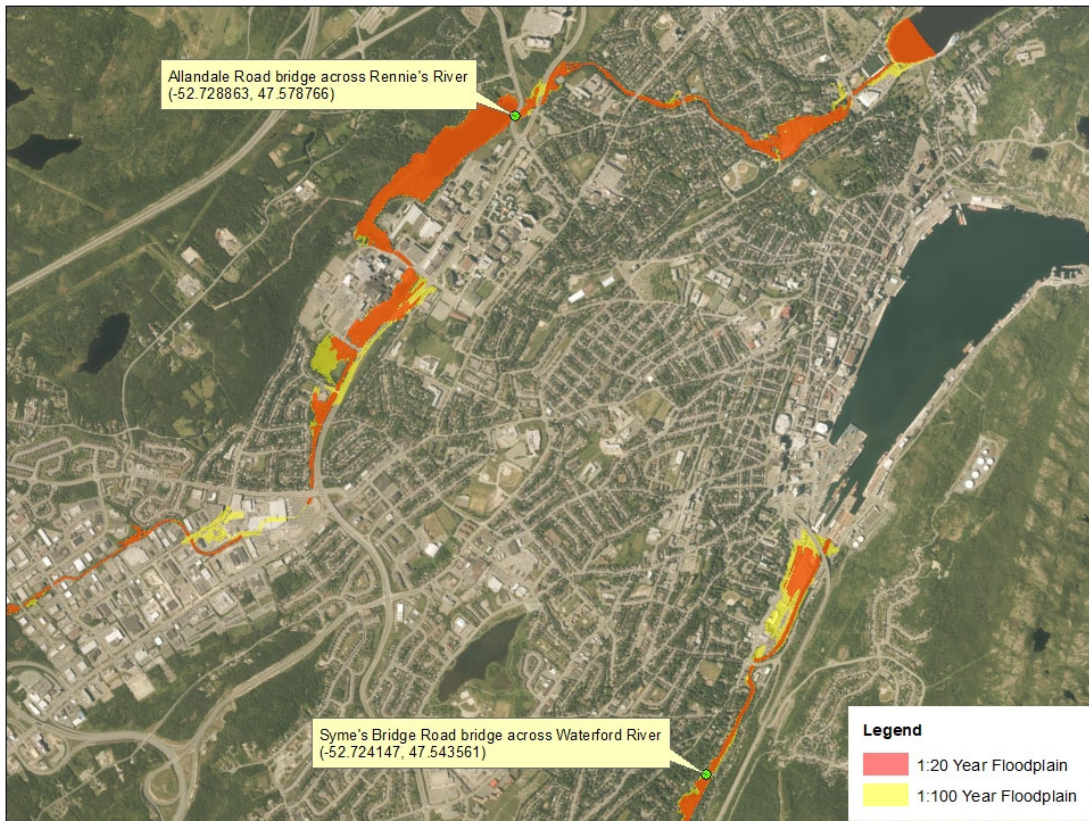 Allandale Road bridge across Rennie's River
(-52.728863, 47.578766)
Syme's Bridge Road bridge across Waterford River
(-52.724147, 47.543561)
Legend
1:20 Year Floodplain
1:100 Year Floodplain